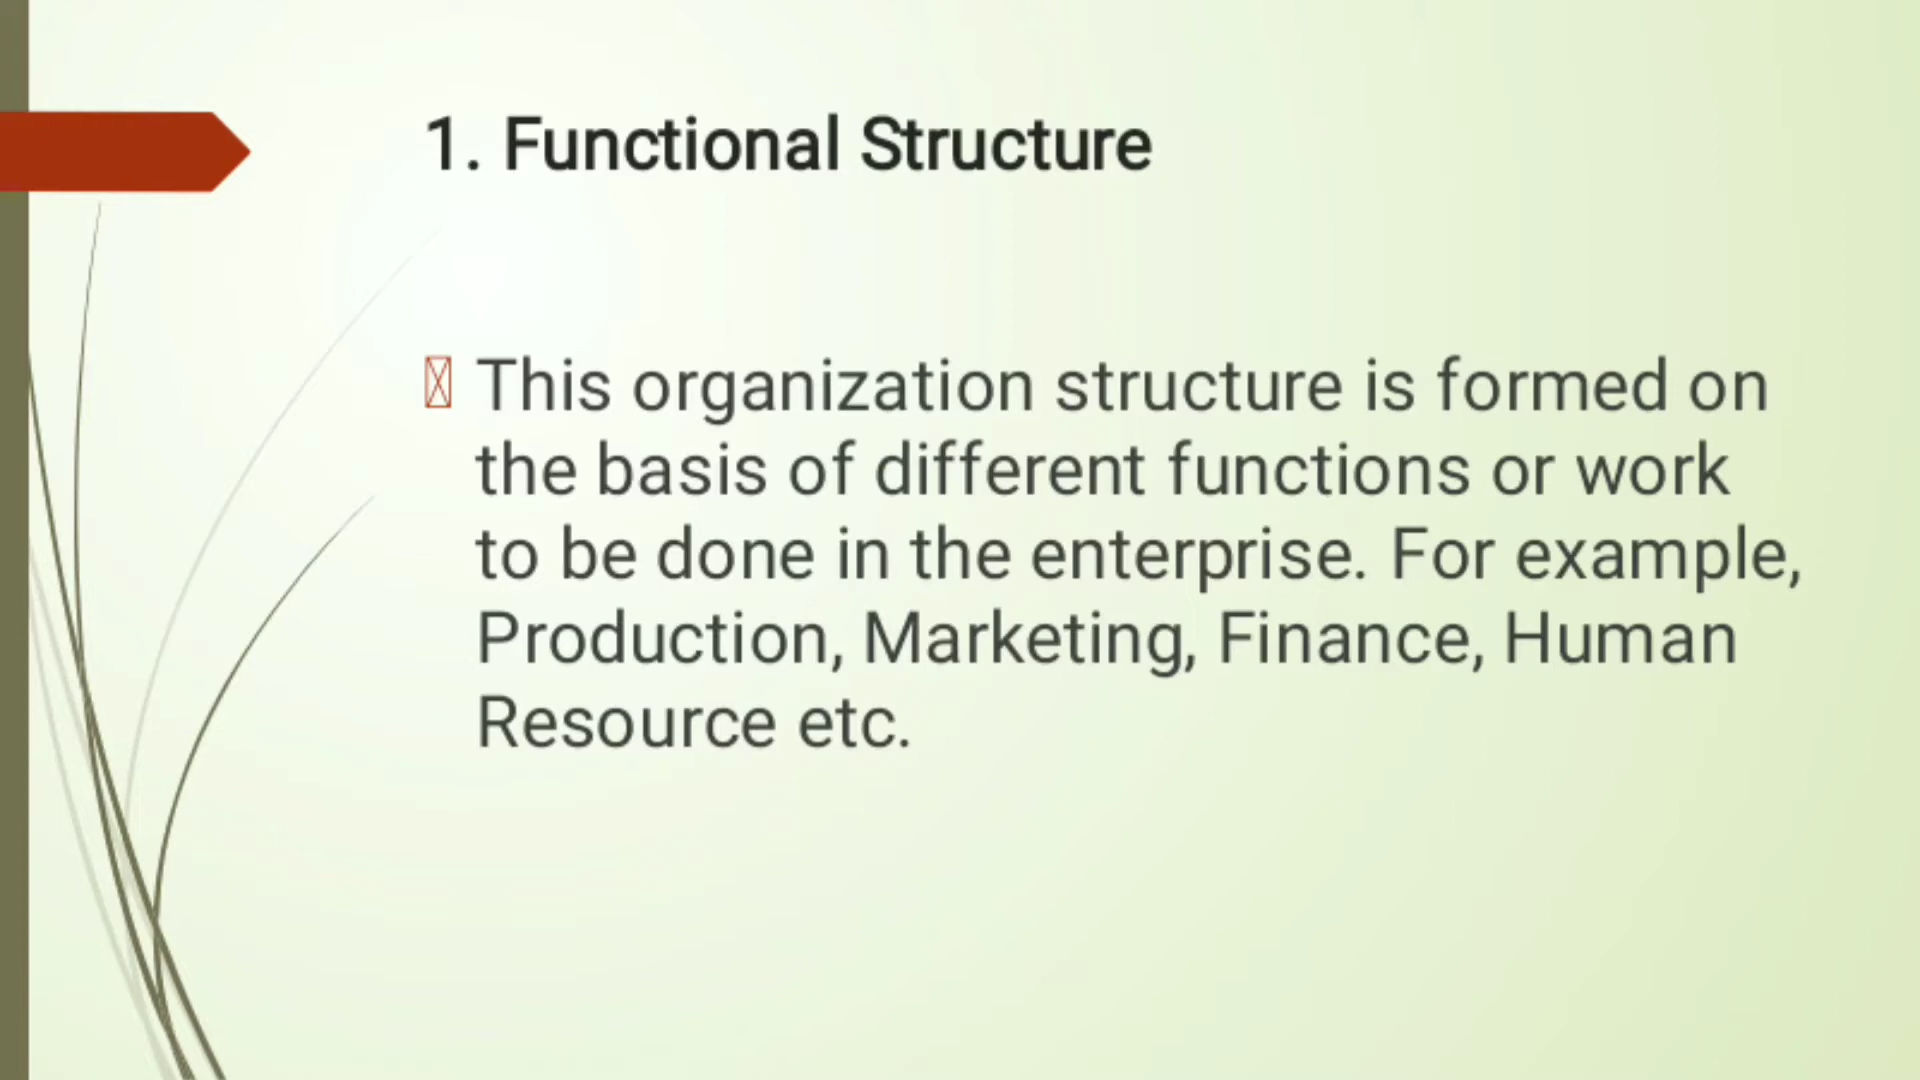 1. Functional Structure
This organization structure is formed on
the basis of different functions or work
to be done in the enterprise. For example,
Production, Marketing, Finance, Human
Resource etc.